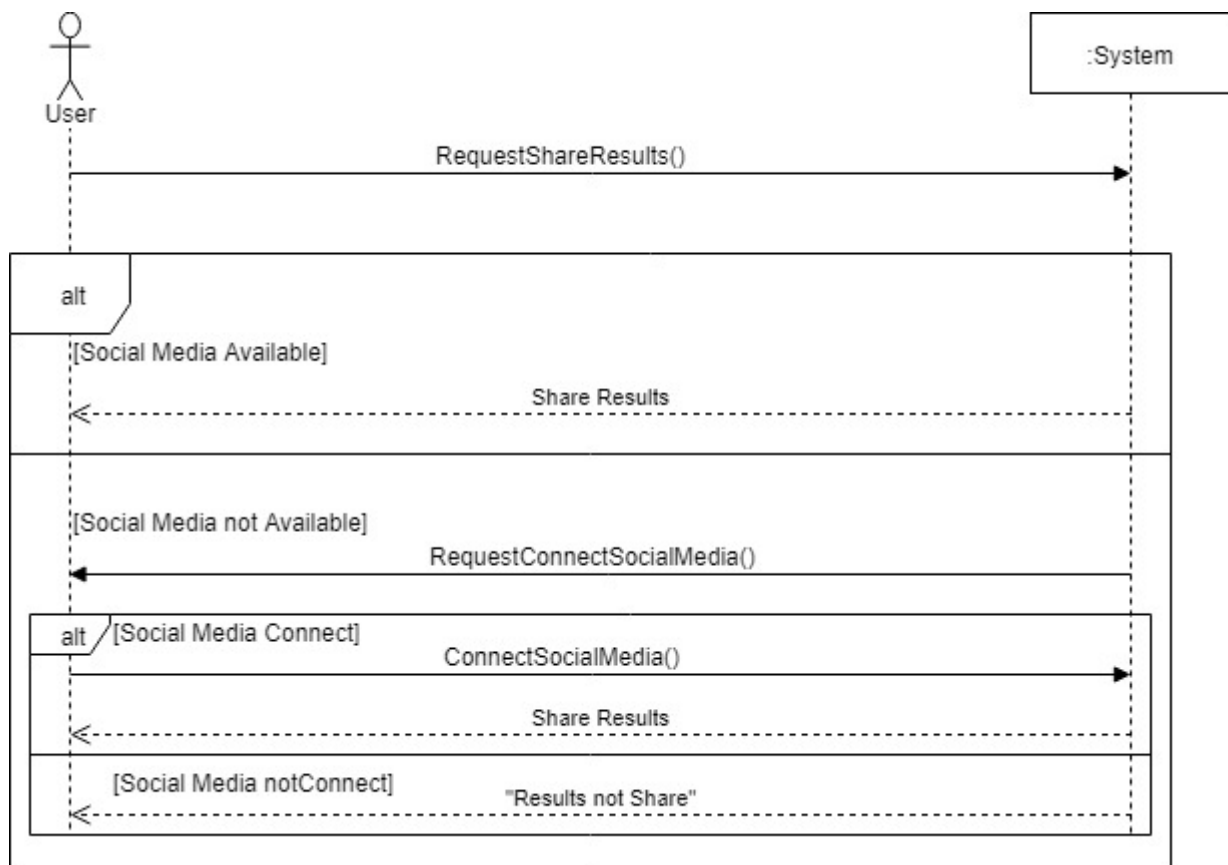 :System
User
RequestShareResults()
alt
[Social Media Available]
Share Results
[Social Media not Available]
RequestConnectSocialMedia()
alt
[Social Media Connect]
ConnectSocialMedia()
Share Results
[Social Media notConnect]
"Results not Share"